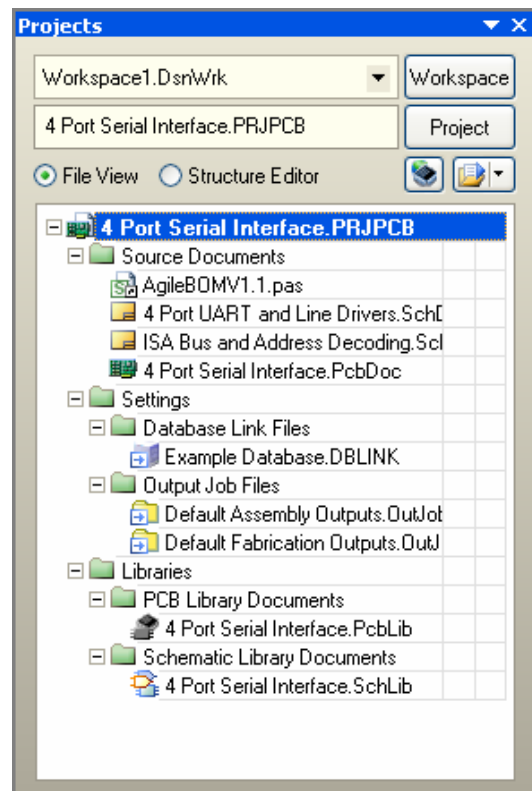 Projects
Workspace1.DsnWrk
Workspace
4 Port Serial Interface.PRJPCB
Project
File View
Structure Editor
4 Port Serial Interface.PRJPCB
Source Documents
AgileBOMV1.1.pas
4 Port UART and Line Drivers.SchD
ISA Bus and Address Decoding.Scl
4 Port Serial Interface.PcbDoc
Settings
Database Link Files
Example Database.DBLINK
Output Job Files
Default Assembly Outputs.OutJob
Default Fabrication Outputs.OutJ
Libraries
PCB Library Documents
4 Port Serial Interface.PcbLib
Schematic Library Documents
4 Port Serial Interface.SchLib